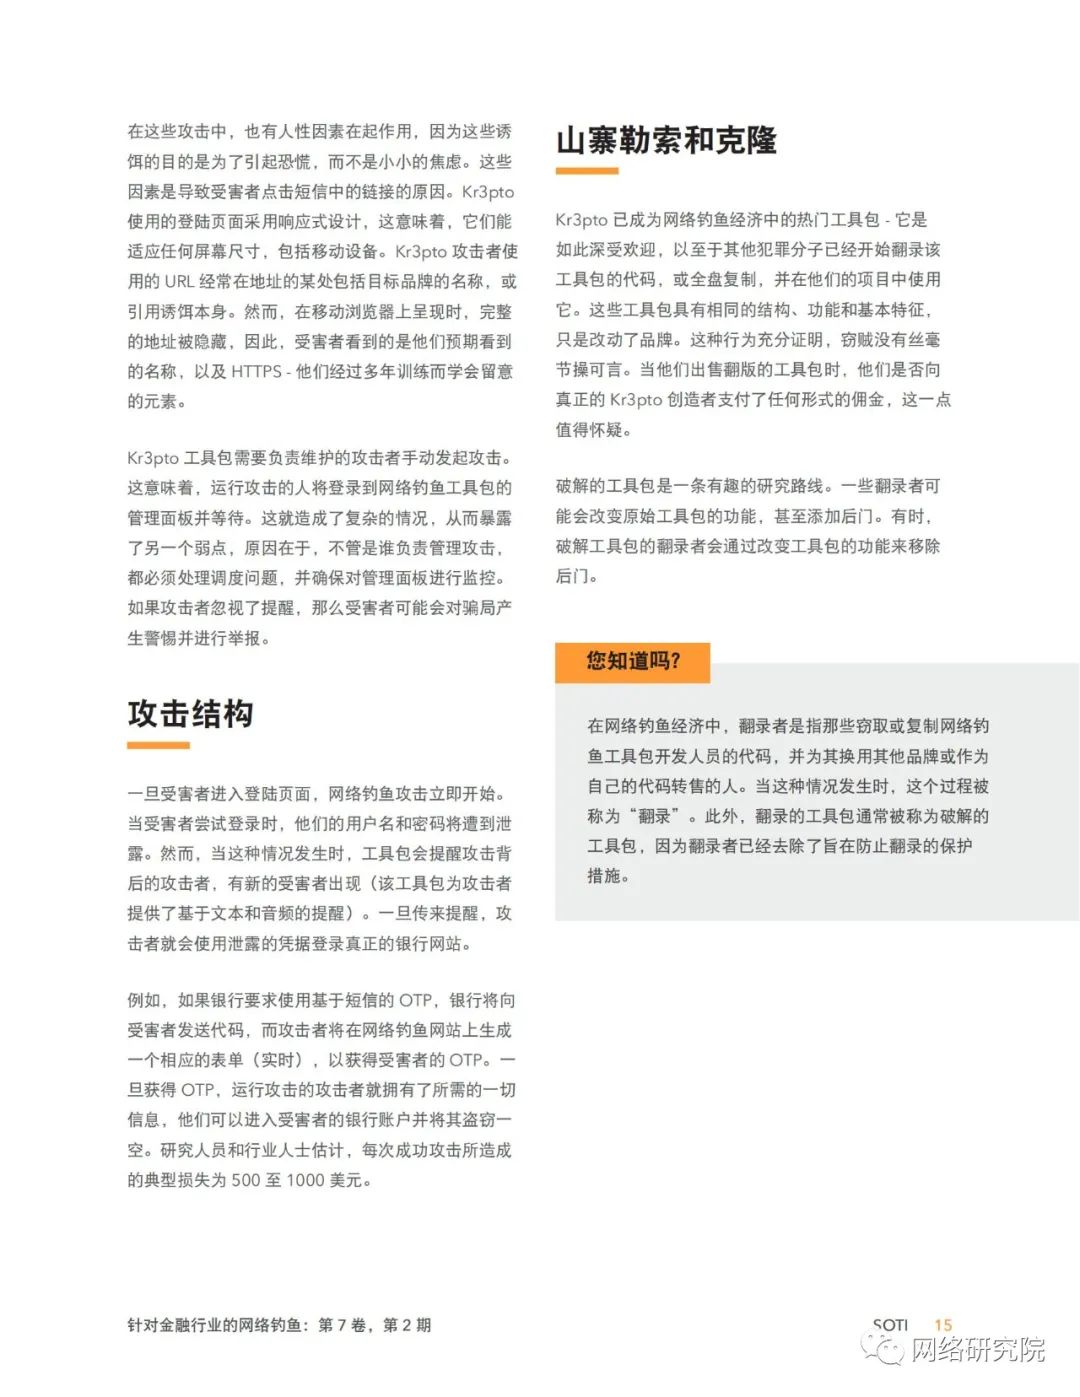 在这些攻击中，也有人性因素在起作用，因为这些诱
饵的目的是为了引起恐慌，而不是小小的焦虑。这些
因素是导致受害者点击短信中的链接的原因。Kr3pto
使用的登陆页面采用响应式设计，这意味着，它们能
适应任何屏幕尺寸，包括移动设备。Kr3pto 攻击者使
用的 URL 经常在地址的某处包括目标品牌的名称，或
引用诱饵本身。然而，在移动浏览器上呈现时，完整
的地址被隐藏，因此，受害者看到的是他们预期看到
的名称，以及 HTTPS - 他们经过多年训练而学会留意
的元素。
Kr3pto 工具包需要负责维护的攻击者手动发起攻击。
这意味着，运行攻击的人将登录到网络钓鱼工具包的
管理面板并等待。这就造成了复杂的情况，从而暴露
了另一个弱点，原因在于，不管是谁负责管理攻击，
都必须处理调度问题，并确保对管理面板进行监控。
如果攻击者忽视了提醒，那么受害者可能会对骗局产
生警惕并进行举报。
攻击结构
一旦受害者进入登陆页面，网络钓鱼攻击立即开始。
当受害者尝试登录时，他们的用户名和密码将遭到泄
露。然而，当这种情况发生时，工具包会提醒攻击背
后的攻击者，有新的受害者出现（该工具包为攻击者
提供了基于文本和音频的提醒）。一旦传来提醒，攻
击者就会使用泄露的凭据登录真正的银行网站。
例如，如果银行要求使用基于短信的 OTP，银行将向
受害者发送代码，而攻击者将在网络钓鱼网站上生成
一个相应的表单（实时），以获得受害者的 OTP。一
旦获得 OTP，运行攻击的攻击者就拥有了所需的一切
信息，他们可以进入受害者的银行账户并将其盗窃一
空。研究人员和行业人士估计，每次成功攻击所造成
的典型损失为 500 至 1000 美元。
山寨勒索和克隆
Kr3pto 已成为网络钓鱼经济中的热门工具包 - 它是
如此深受欢迎，以至于其他犯罪分子已经开始翻录该
工具包的代码，或全盘复制，并在他们的项目中使用
它。这些工具包具有相同的结构、功能和基本特征，
只是改动了品牌。这种行为充分证明，窃贼没有丝毫
节操可言。当他们出售翻版的工具包时，他们是否向
真正的 Kr3pto 创造者支付了任何形式的佣金，这一点
值得怀疑。
破解的工具包是一条有趣的研究路线。一些翻录者可
能会改变原始工具包的功能，甚至添加后门。有时，
破解工具包的翻录者会通过改变工具包的功能来移除
后门。
您知道吗?
在网络钓鱼经济中，翻录者是指那些窃取或复制网络钓
鱼工具包开发人员的代码，并为其换用其他品牌或作为
自己的代码转售的人。当这种情况发生时，这个过程被
称为“翻录”。此外，翻录的工具包通常被称为破解的
工具包，因为翻录者已经去除了旨在防止翻录的保护
措施。
针对金融行业的网络钓鱼：第 7 卷，第 2 期
SOTI 15
网络研究院